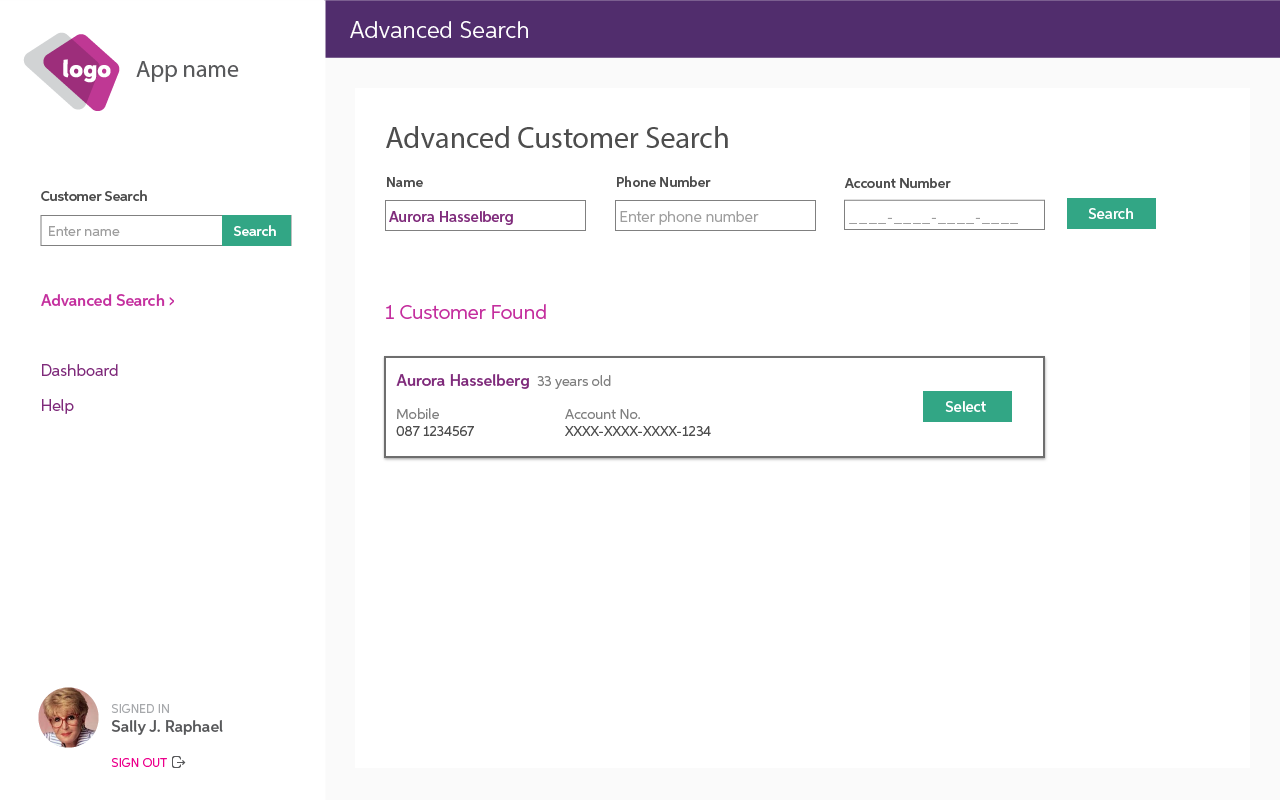 logo
App name
Customer Search
Enter name
Search
Advanced Search >
Dashboard
Help
SIGNED IN
Sally J. Raphael
SIGN OUT
Advanced Search
Advanced Customer Search
Name
Phone Number
Account Number
Aurora Hasselberg
Enter phone number
____-____-____-____
Search
1 Customer Found
Aurora Hasselberg 33 years old
Mobile
Account No.
087 1234567
XXXX-XXXX-XXXX-1234
Select